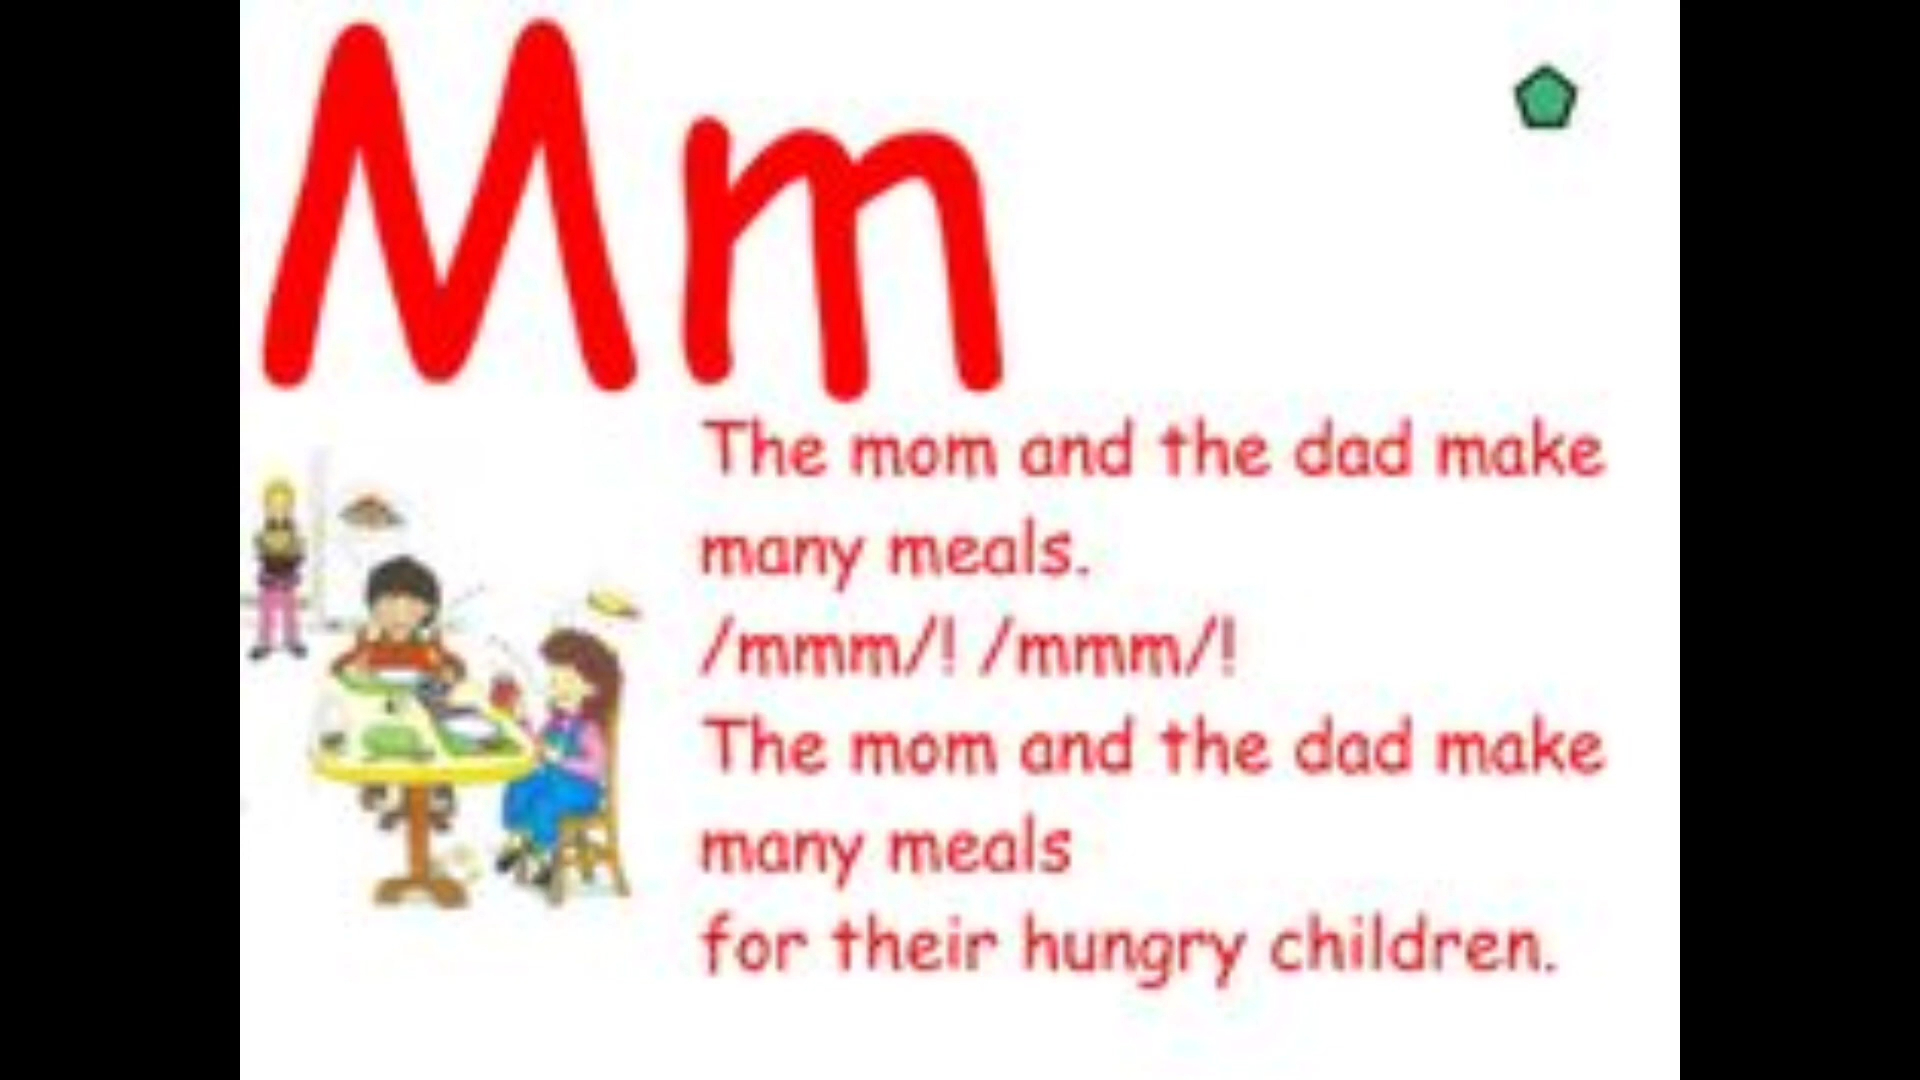 Mm
The mom and the dad make
many meals.
/mmm/! /mmm/!
The mom and the dad make
many meals
for their hungry children.